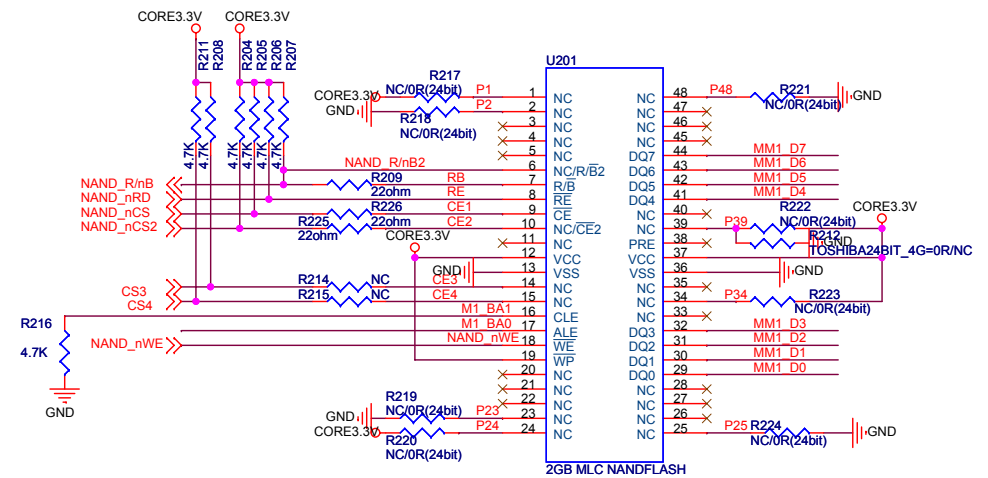 CORE3.3V CORE3.3V
R211
R208
R204
R205
R206
R207
4.7K
4.7K
4.7K
4.7K
4.7K
4.7K
U201
R217
CORE3.3V
P1
NC/0R(24bit)
GND
P2
R218
NC/0R(24bit)
NAND_R/nB2
NAND_R/nB
R209
RB
22ohm
NAND_nRD
RE
NAND_nCS
R226
CE1
22ohm
NAND_nCS2
R225
CE2
22ohm
CORE3.3V
GND
R214 NC CE3
CS3
R215 NC CE4
CS4
M1_BA1
R216
4.7K
GND
M1_BA0
NAND_nWE
NAND_nWE
R219
NC/0R(24bit)
GND
P23
CORE3.3V
P24
R220
NC/0R(24bit)
1 NC NC 48
2 NC NC 47
3 NC NC 46
4 NC NC 45
5 NC DQ7 44
6 NC/R/B2 DQ6 43
7 R/B DQ5 42
8 RE DQ4 41
9 CE NC 40
10 NC/CE2 NC 39
11 NC PRE 38
12 VCC VCC 37
13 VSS VSS 36
14 NC NC 35
15 NC NC 34
16 CLE NC 33
17 ALE DQ3 32
18 WE DQ2 31
19 WP DQ1 30
20 NC DQ0 29
21 NC NC 28
22 NC NC 27
23 NC NC 26
24 NC NC 25
2GB MLC NANDFLASH
P48
R221
GND
NC/0R(24bit)
MM1_D7
MM1_D6
MM1_D5
MM1_D4
R222
CORE3.3V
P39
NC/0R(24bit)
R212
GND
TOSHIBA24BIT_4G=0R/NC
GND
P34
R223
NC/0R(24bit)
MM1_D3
MM1_D2
MM1_D1
MM1_D0
P25
R224
GND
NC/0R(24bit)